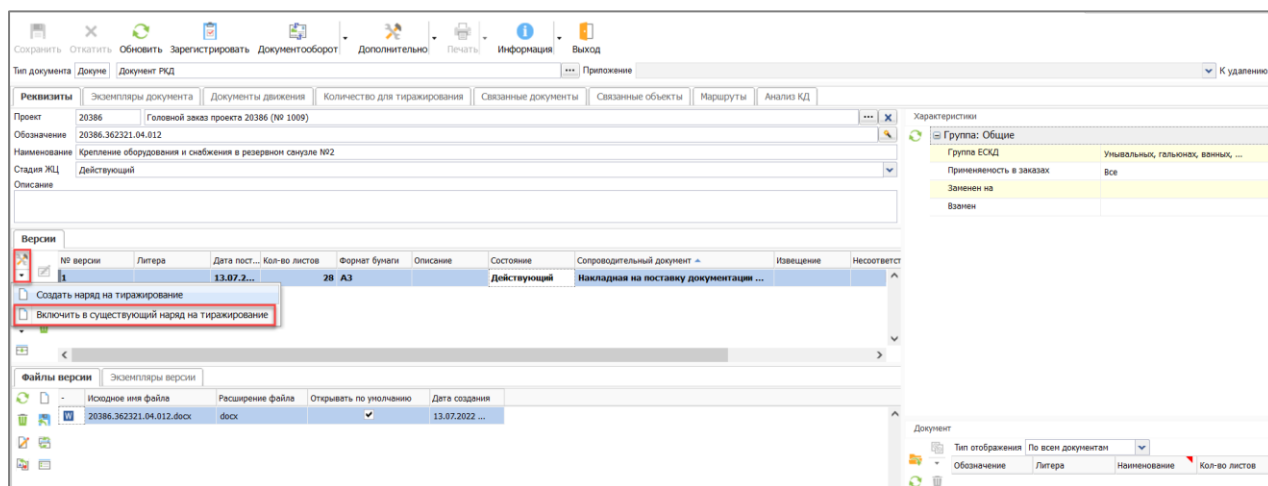 Сохранить Откатить Обновить Зарегистрировать Документооборот Дополнительно Печать Информация Выход
Тип документа Докуме Документ РКД ... Приложение К удалению
Реквизиты Экземпляры документа Документы движения Количество для тиражирования Связанные документы Связанные объекты Маршруты Анализ КД
Проект 20386 Головной заказ проекта 20386 (№ 1009) ... X Характеристики
Обозначение 20386.362321.04.012 Группа: Общие
Наименование Крепление оборудования и снабжения в резервном санузле №2 Группа ЕСКД Умывальных, гальюнах, ванных, ...
Стадия ЖЦ Действующий Применяемость в заказах Все
Описание Заменен на
Взамен
Версии
№ версии Литера Дата пост... Кол-во листов Формат бумаги Описание Состояние Сопроводительный документ Извещение Несоответст
1 13.07.2... 28 А3 Действующий Накладная на поставку документации ...
Создать наряд на тиражирование
Включить в существующий наряд на тиражирование
Файлы версии Экземпляры версии
- Исходное имя файла Расширение файла Открывать по умолчанию Дата создания
W 20386.362321.04.012.docx docx 13.07.2022 ...
Документ
Тип отображения По всем документам
Обозначение Литера Наименование Кол-во листов